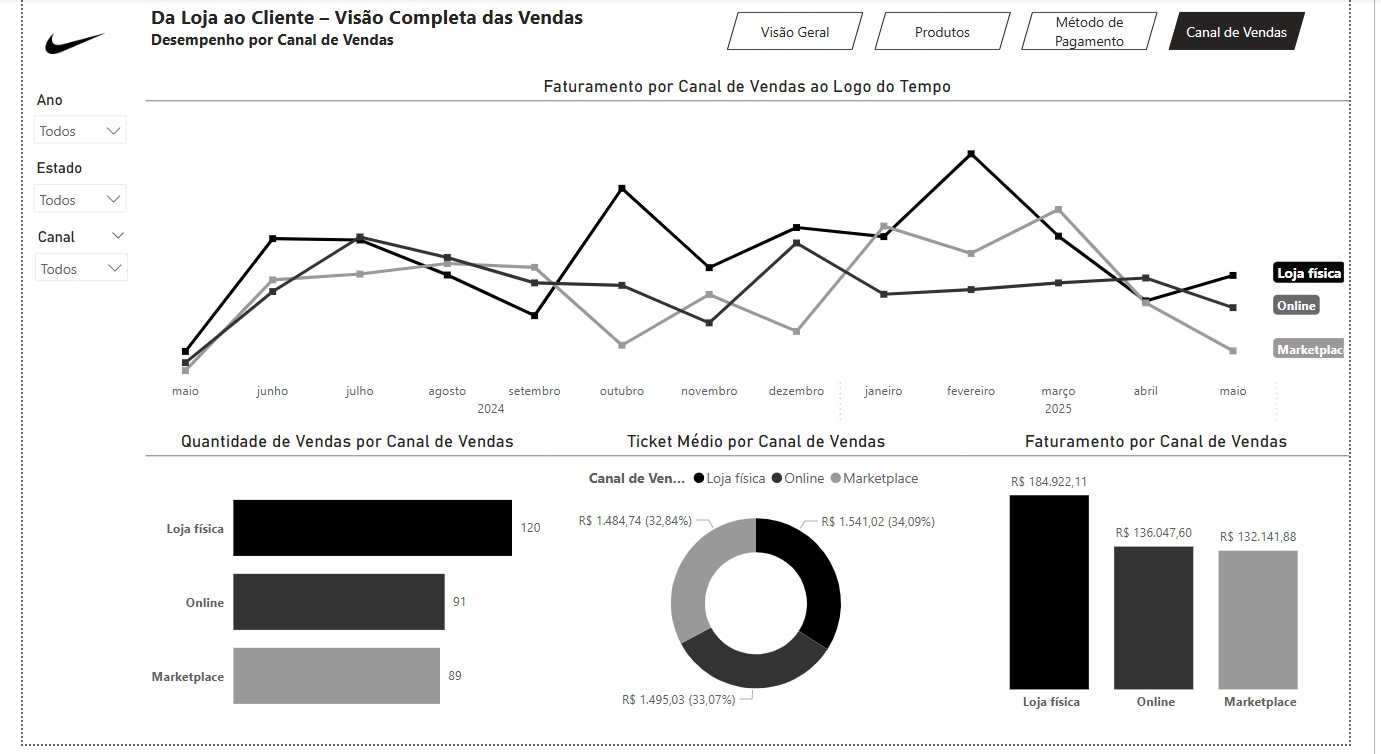 Da Loja ao Cliente – Visão Completa das Vendas
Desempenho por Canal de Vendas
Visão Geral
Produtos
Método de
Pagamento
Canal de Vendas
Ano
Todos
Estado
Todos
Canal
Todos
Faturamento por Canal de Vendas ao Logo do Tempo
Loja física
Online
Marketplac
maio junho julho agosto setembro outubro novembro dezembro janeiro fevereiro março abril maio
2024 2025
Quantidade de Vendas por Canal de Vendas
Loja física 120
Online 91
Marketplace 89
Ticket Médio por Canal de Vendas
Canal de Ven... Loja física Online Marketplace
R$ 1.484,74 (32,84%)
R$ 1.541,02 (34,09%)
R$ 1.495,03 (33,07%)
Faturamento por Canal de Vendas
R$ 184.922,11
R$ 136.047,60
R$ 132.141,88
Loja física Online Marketplace